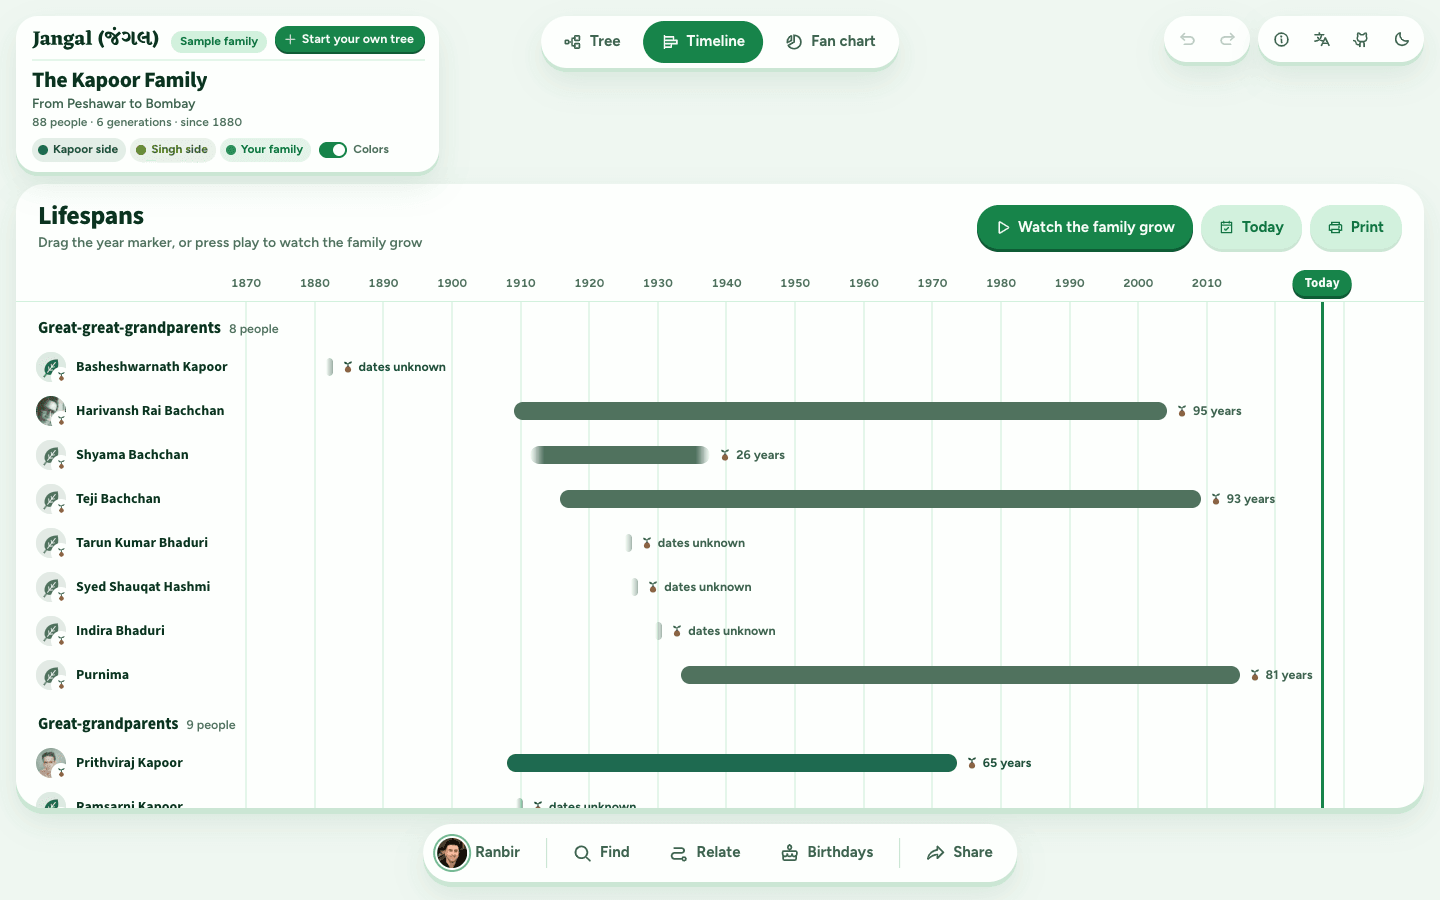 Jangal (જંગલ)
Sample family
Start your own tree
The Kapoor Family
From Peshawar to Bombay
88 people · 6 generations · since 1880
Kapoor side
Singh side
Your family
Colors
Tree
Timeline
Fan chart
Lifespans
Drag the year marker, or press play to watch the family grow
Watch the family grow
Today
Print
1870 1880 1890 1900 1910 1920 1930 1940 1950 1960 1970 1980 1990 2000 2010 Today
Great-great-grandparents 8 people
Basheshwarnath Kapoor dates unknown
Harivansh Rai Bachchan 95 years
Shyama Bachchan 26 years
Teji Bachchan 93 years
Tarun Kumar Bhaduri dates unknown
Syed Shauqat Hashmi dates unknown
Indira Bhaduri dates unknown
Purnima 81 years
Great-grandparents 9 people
Prithviraj Kapoor 65 years
Ramsarni Kapoor dates unknown
Ranbir
Find
Relate
Birthdays
Share